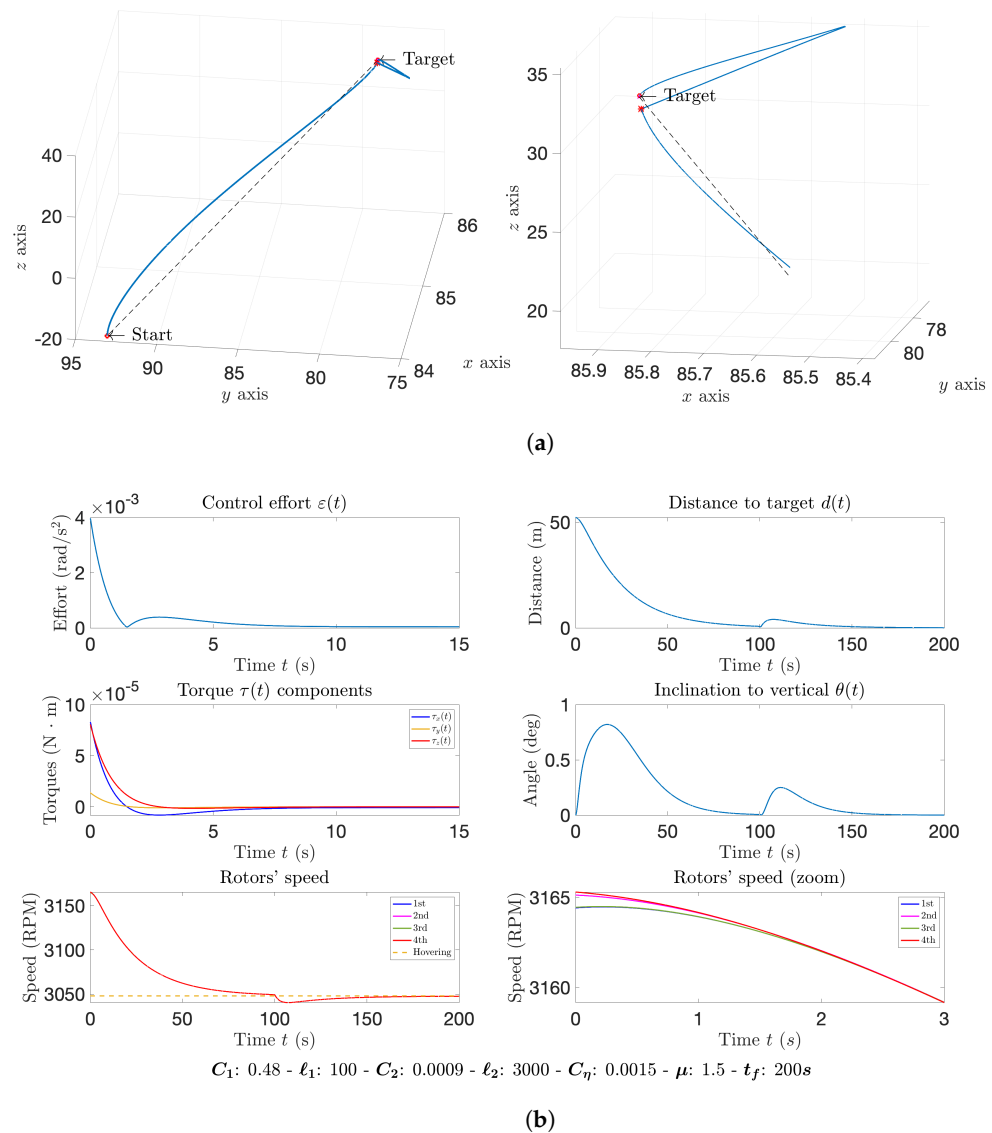 Target
Start
40
20
0
-20
z axis
95
90
85
80
75
y axis
84
85
86
x axis
Target
35
30
25
20
z axis
85.9
85.8
85.7
85.6
85.5
85.4
x axis
80
78
y axis
(a)
Control effort ε(t)
×10⁻³
4
2
0
Effort (rad/s²)
0 5 10 15
Time t (s)
Distance to target d(t)
50
0
Distance (m)
0 50 100 150 200
Time t (s)
Torque τ(t) components
×10⁻⁵
10
5
0
Torques (N · m)
τₓ(t)
τᵧ(t)
τ_z(t)
0 5 10 15
Time t (s)
Inclination to vertical θ(t)
1
0.5
0
Angle (deg)
0 50 100 150 200
Time t (s)
Rotors' speed
3150
3100
3050
Speed (RPM)
1st
2nd
3rd
4th
Hovering
0 50 100 150 200
Time t (s)
Rotors' speed (zoom)
3165
3160
Speed (RPM)
1st
2nd
3rd
4th
0 1 2 3
Time t (s)
C₁: 0.48 - ℓ₁: 100 - C₂: 0.0009 - ℓ₂: 3000 - C_η: 0.0015 - μ: 1.5 - t_f: 200s
(b)